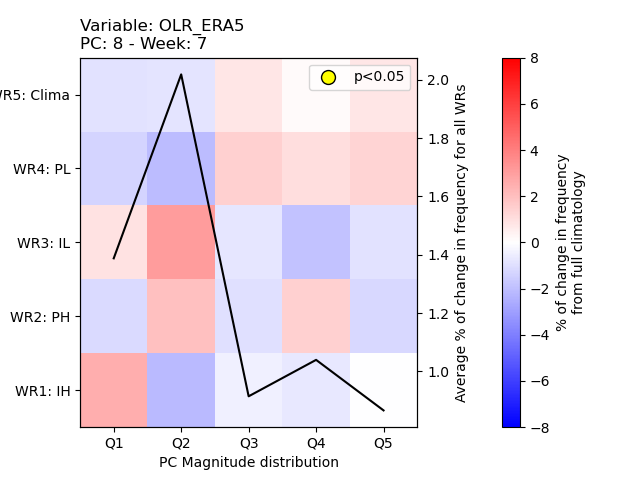 Variable: OLR_ERA5
PC: 8 - Week: 7
p<0.05
WR5: Clima
WR4: PL
WR3: IL
WR2: PH
WR1: IH
Q1 Q2 Q3 Q4 Q5
PC Magnitude distribution
2.0
1.8
1.6
1.4
1.2
1.0
Average % of change in frequency for all WRs
8
6
4
2
0
−2
−4
−6
−8
% of change in frequency
from full climatology